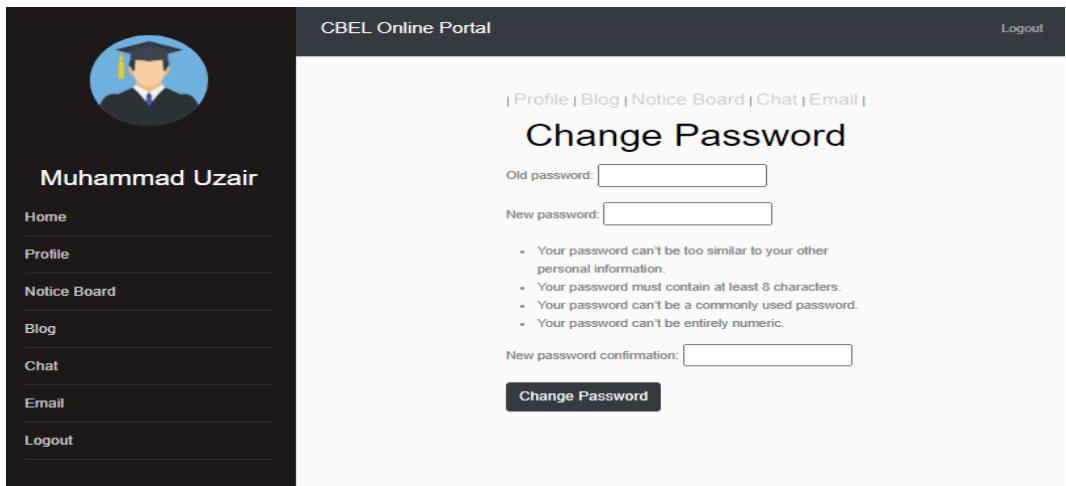 CBEL Online Portal
Logout
Muhammad Uzair
Home
Profile
Notice Board
Blog
Chat
Email
Logout
| Profile | Blog | Notice Board | Chat | Email |
Change Password
Old password:
New password:
• Your password can't be too similar to your other
personal information.
• Your password must contain at least 8 characters.
• Your password can't be a commonly used password.
• Your password can't be entirely numeric.
New password confirmation:
Change Password